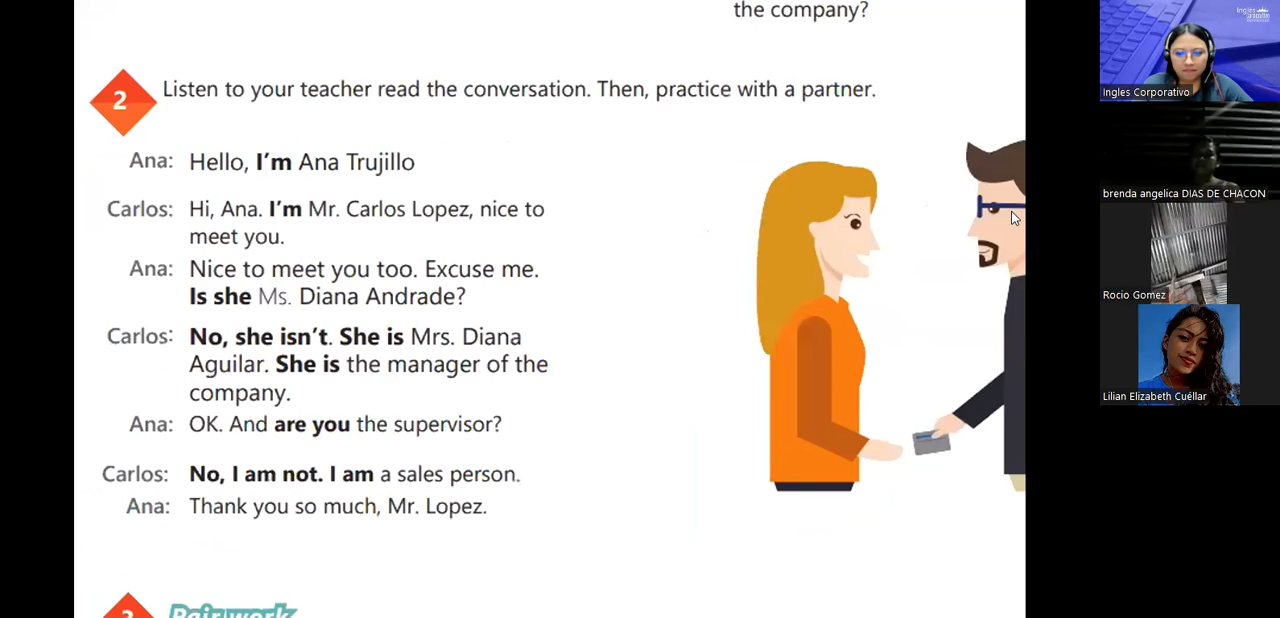 the company?
2
Listen to your teacher read the conversation. Then, practice with a partner.
Ana: Hello, I'm Ana Trujillo
Carlos: Hi, Ana. I'm Mr. Carlos Lopez, nice to
meet you.
Ana: Nice to meet you too. Excuse me.
Is she Ms. Diana Andrade?
Carlos: No, she isn't. She is Mrs. Diana
Aguilar. She is the manager of the
company.
Ana: OK. And are you the supervisor?
Carlos: No, I am not. I am a sales person.
Ana: Thank you so much, Mr. Lopez.
3
Pair work
Ingles Corporativo
brenda angelica DIAS DE CHACON
Rocio Gomez
Lilian Elizabeth Cuéllar